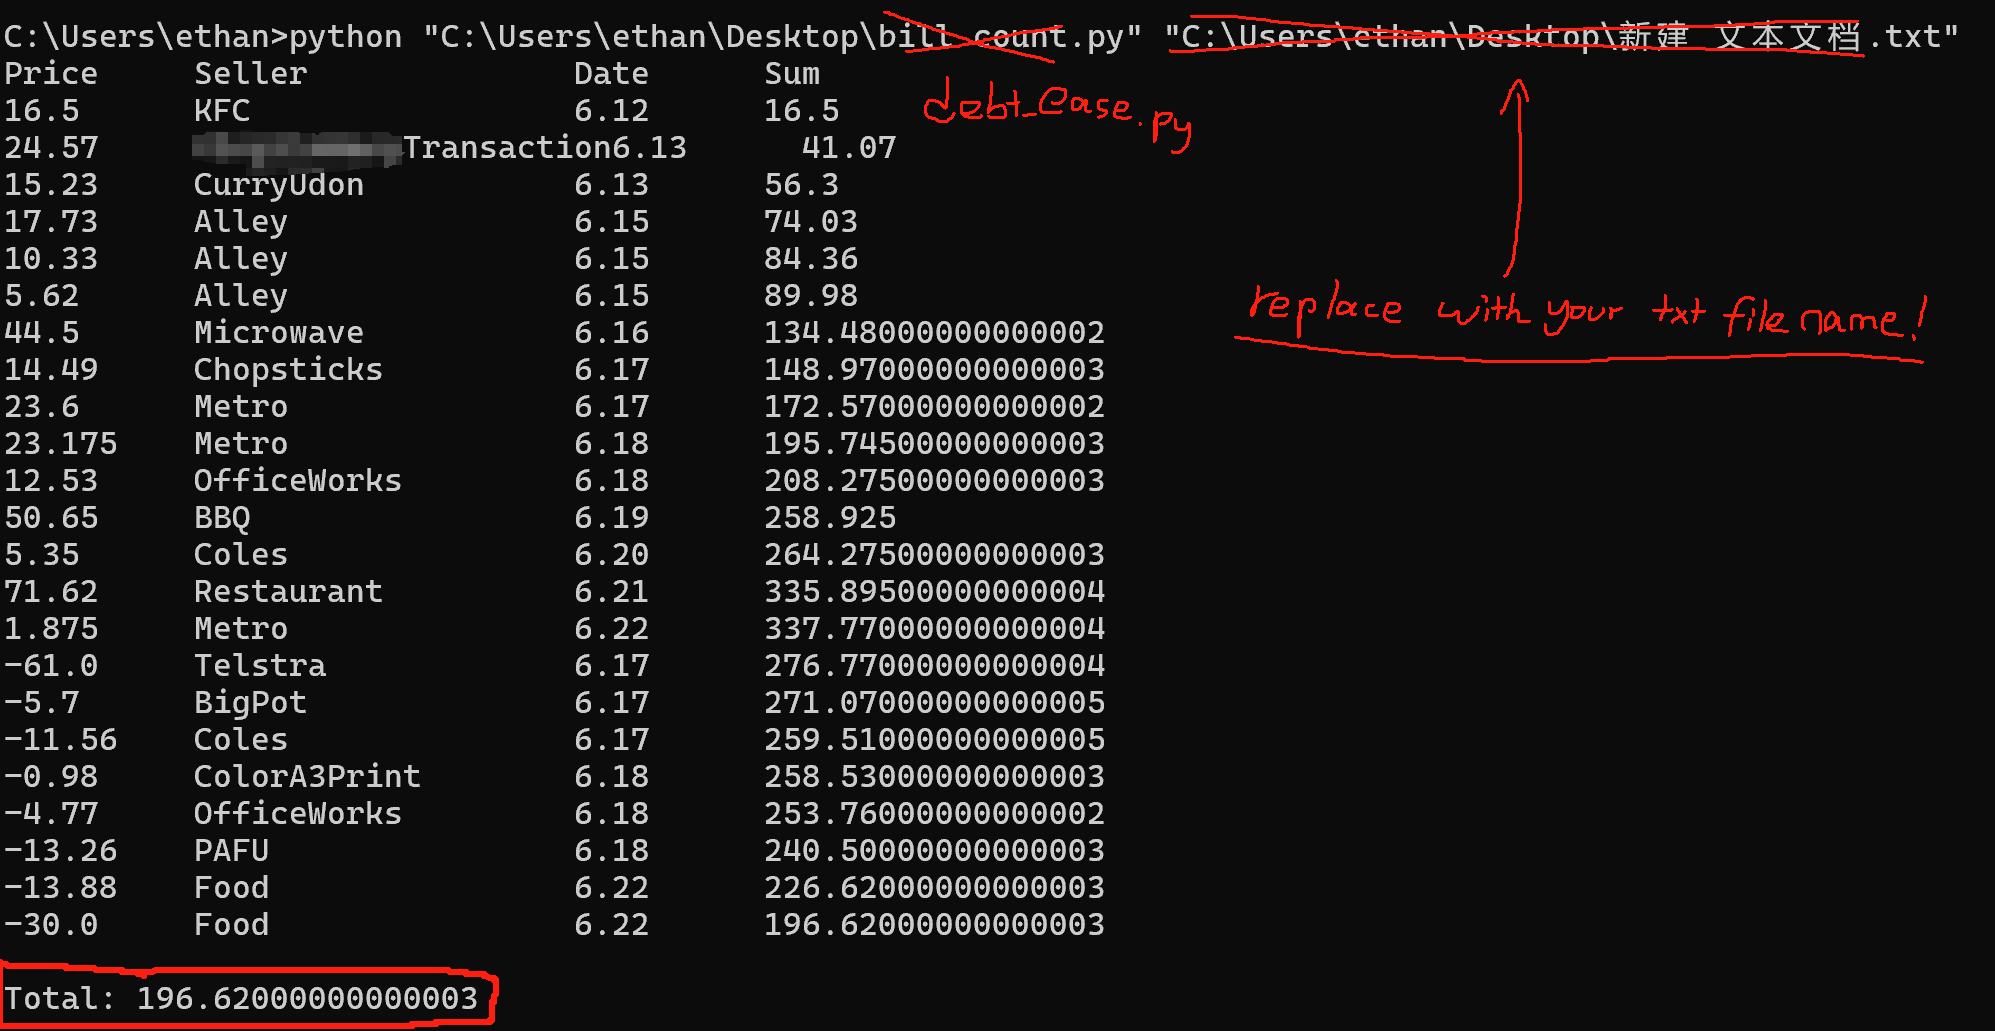 C:\Users\ethan>python "C:\Users\ethan\Desktop\bill count.py" "C:\Users\ethan\Desktop\新建 文本文档.txt"
Price Seller Date Sum
16.5 KFC 6.12 16.5
debt_ease.py
24.57 Transaction6.13 41.07
15.23 CurryUdon 6.13 56.3
17.73 Alley 6.15 74.03
10.33 Alley 6.15 84.36
5.62 Alley 6.15 89.98
replace with your txt file name!
44.5 Microwave 6.16 134.48000000000002
14.49 Chopsticks 6.17 148.97000000000003
23.6 Metro 6.17 172.57000000000002
23.175 Metro 6.18 195.74500000000003
12.53 OfficeWorks 6.18 208.27500000000003
50.65 BBQ 6.19 258.925
5.35 Coles 6.20 264.27500000000003
71.62 Restaurant 6.21 335.89500000000004
1.875 Metro 6.22 337.77000000000004
-61.0 Telstra 6.17 276.77000000000004
-5.7 BigPot 6.17 271.07000000000005
-11.56 Coles 6.17 259.51000000000005
-0.98 ColorA3Print 6.18 258.53000000000003
-4.77 OfficeWorks 6.18 253.76000000000002
-13.26 PAFU 6.18 240.50000000000003
-13.88 Food 6.22 226.62000000000003
-30.0 Food 6.22 196.62000000000003
Total: 196.62000000000003